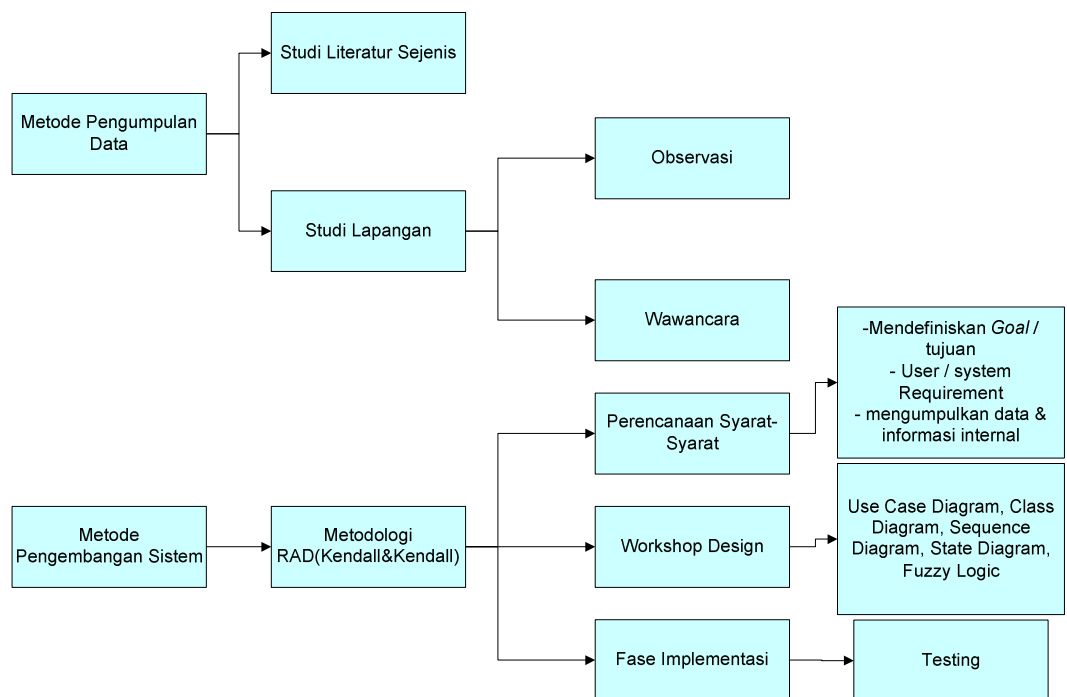 Studi Literatur Sejenis
Metode Pengumpulan
Data
Observasi
Studi Lapangan
Wawancara
-Mendefiniskan Goal /
tujuan
- User / system
Requirement
- mengumpulkan data &
informasi internal
Perencanaan Syarat-
Syarat
Metode
Pengembangan Sistem
Metodologi
RAD(Kendall&Kendall)
Workshop Design
Use Case Diagram, Class
Diagram, Sequence
Diagram, State Diagram,
Fuzzy Logic
Fase Implementasi
Testing